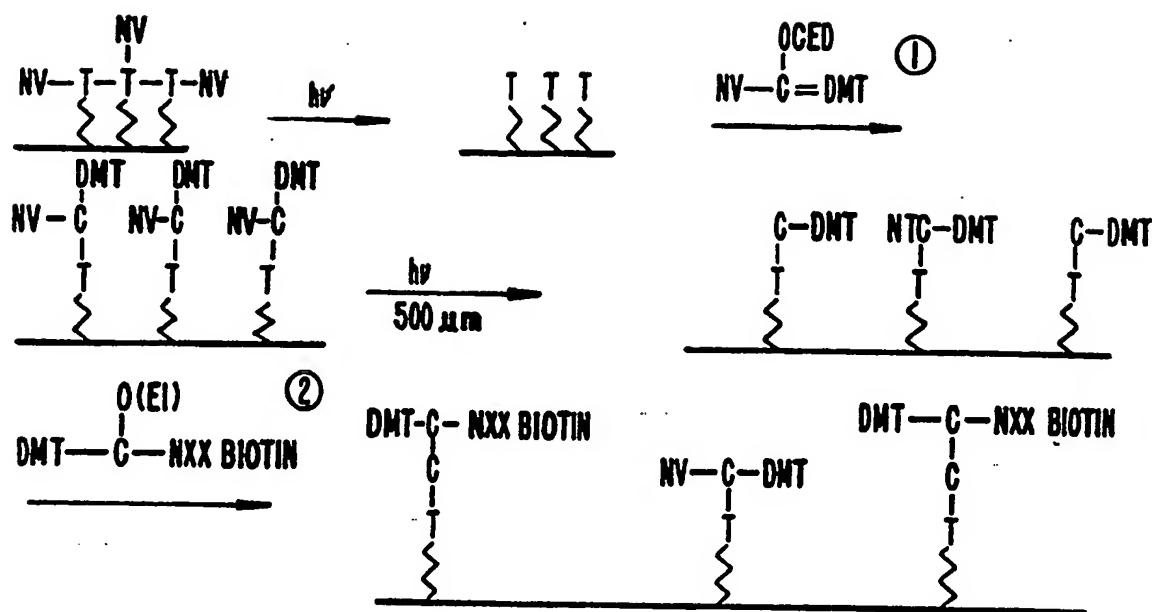 NV
NV—T—T—T—NV
hν
T T T
OCED
NV—C=DMT
①
DMT DMT DMT
NV—C NV-C NV-C
T T T
hν
500 µm
C—DMT NTC—DMT C—DMT
T T T
O(EI)
②
DMT—C—NXX BIOTIN
DMT-C—NXX BIOTIN
C
T
NV—C—DMT
T
DMT—C—NXX BIOTIN
C
T